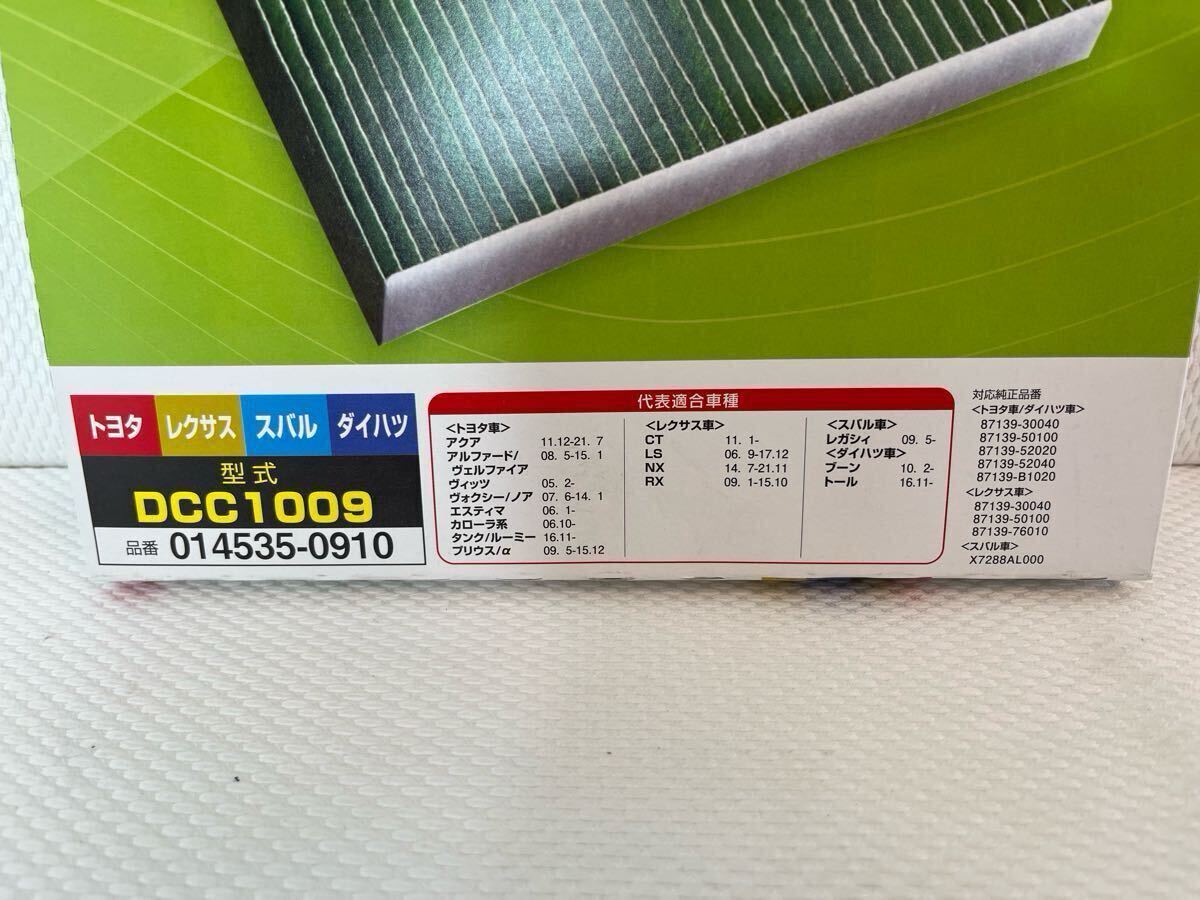 トヨタ レクサス スバル ダイハツ
型式
DCC1009
品番 014535-0910
代表適合車種
<トヨタ車>
アクア 11.12-21. 7
アルファード/ 08. 5-15. 1
ヴェルファイア
ヴィッツ 05. 2-
ヴォクシー/ノア 07. 6-14. 1
エスティマ 06. 1-
カローラ系 06.10-
タンク/ルーミー 16.11-
プリウス/α 09. 5-15.12
<レクサス車>
CT 11. 1-
LS 06. 9-17.12
NX 14. 7-21.11
RX 09. 1-15.10
<スバル車>
レガシィ 09. 5-
<ダイハツ車>
ブーン 10. 2-
トール 16.11-
対応純正品番
<トヨタ車/ダイハツ車>
87139-30040
87139-50100
87139-52020
87139-52040
87139-B1020
<レクサス車>
87139-30040
87139-50100
87139-76010
<スバル車>
X7288AL000